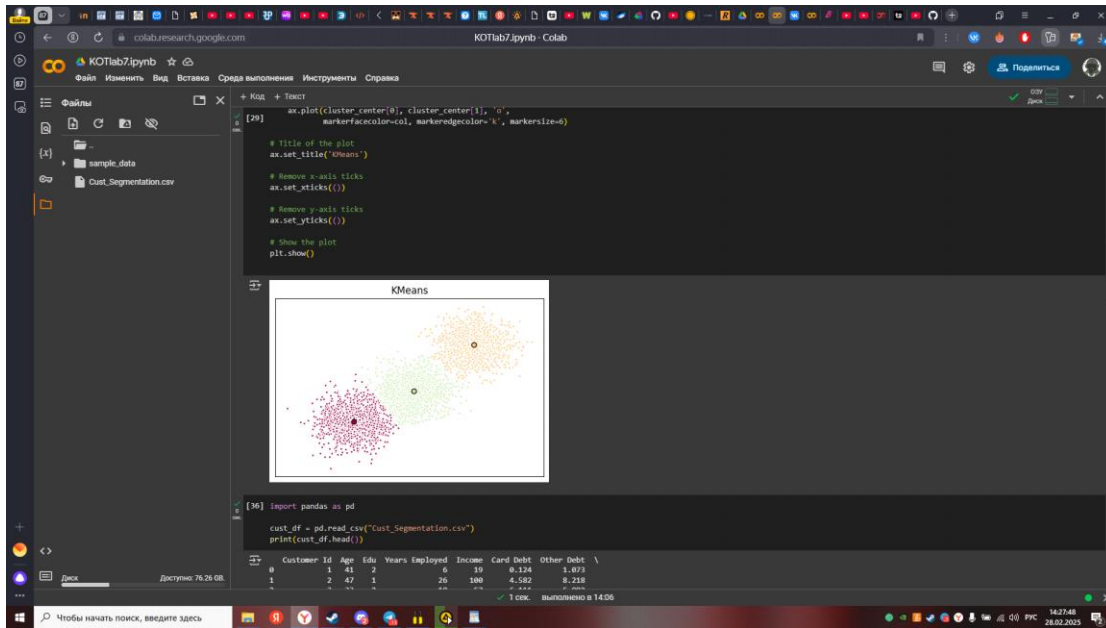 Войти
colab.research.google.com
KOTlab7.ipynb · Colab
87
KOTlab7.ipynb
Файл Изменить Вид Вставка Среда выполнения Инструменты Справка
Поделиться
Файлы
+ Код + Текст
ОЗУ
Диск
..
sample_data
Cust_Segmentation.csv
{x}
[29]
ax.plot(cluster_center[0], cluster_center[1], 'o',
markerfacecolor=col, markeredgecolor='k', markersize=6)
# Title of the plot
ax.set_title('KMeans')
# Remove x-axis ticks
ax.set_xticks(())
# Remove y-axis ticks
ax.set_yticks(())
# Show the plot
plt.show()
KMeans
[36] import pandas as pd
cust_df = pd.read_csv("Cust_Segmentation.csv")
print(cust_df.head())
Customer Id Age Edu Years Employed Income Card Debt Other Debt \
0 1 41 2 6 19 0.124 1.073
1 2 47 1 26 100 4.582 8.218
Диск
Доступно: 76.26 GB.
1 сек. выполнено в 14:06
Чтобы начать поиск, введите здесь
РУС
14:27:48
28.02.2025